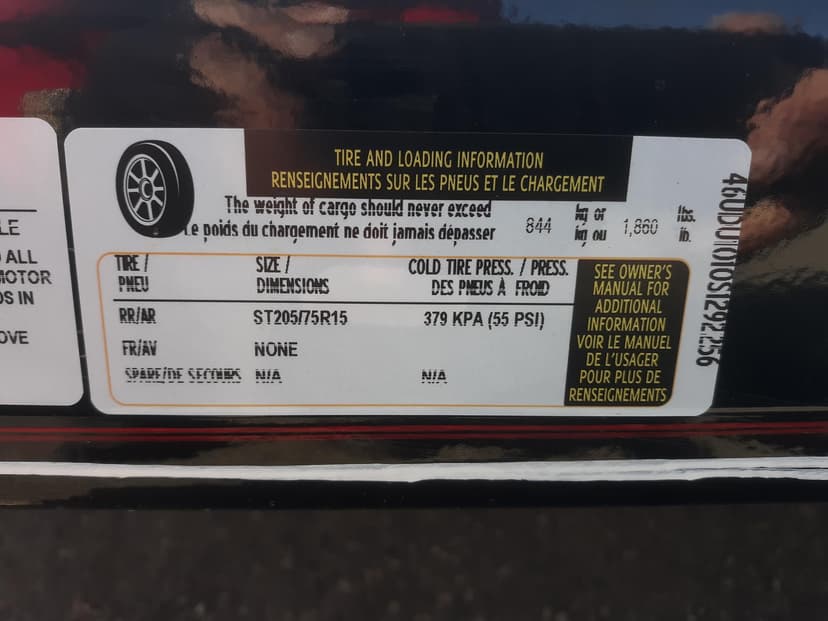 LE
ALL
MOTOR
S IN
OVE
TIRE AND LOADING INFORMATION
RENSEIGNEMENTS SUR LES PNEUS ET LE CHARGEMENT
The weight of cargo should never exceed 844 kg or 1,860 lbs.
Le poids du chargement ne doit jamais dépasser kg ou lb.
TIRE / SIZE / COLD TIRE PRESS. / PRESS.
PNEU DIMENSIONS DES PNEUS À FROID
RR/AR ST205/75R15 379 KPA (55 PSI)
FR/AV NONE
SPARE/DE SECOURS N/A N/A
SEE OWNER'S
MANUAL FOR
ADDITIONAL
INFORMATION
VOIR LE MANUEL
DE L'USAGER
POUR PLUS DE
RENSEIGNEMENTS